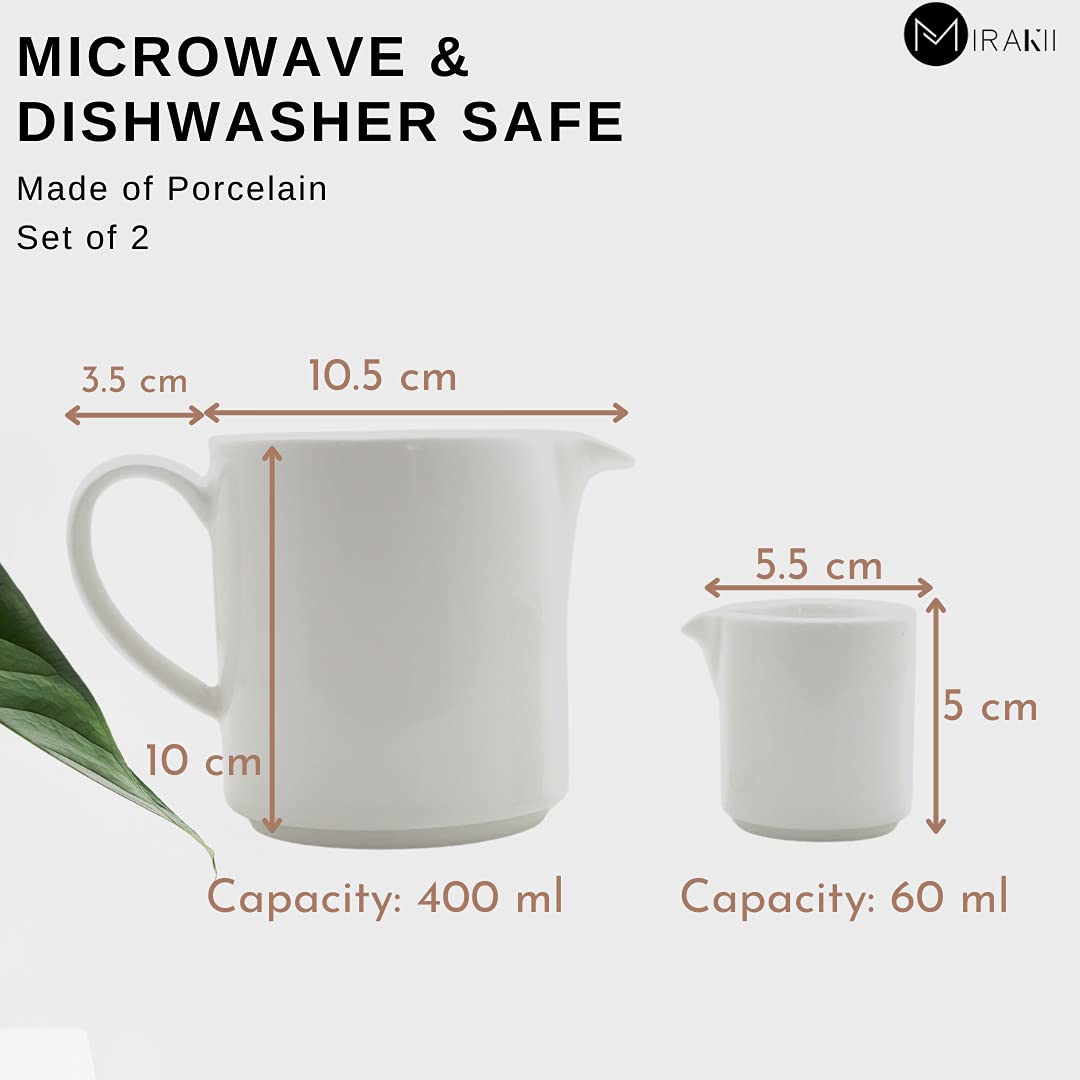 MIRAKII
MICROWAVE &
DISHWASHER SAFE
Made of Porcelain
Set of 2
3.5 cm
10.5 cm
5.5 cm
5 cm
10 cm
Capacity: 400 ml
Capacity: 60 ml